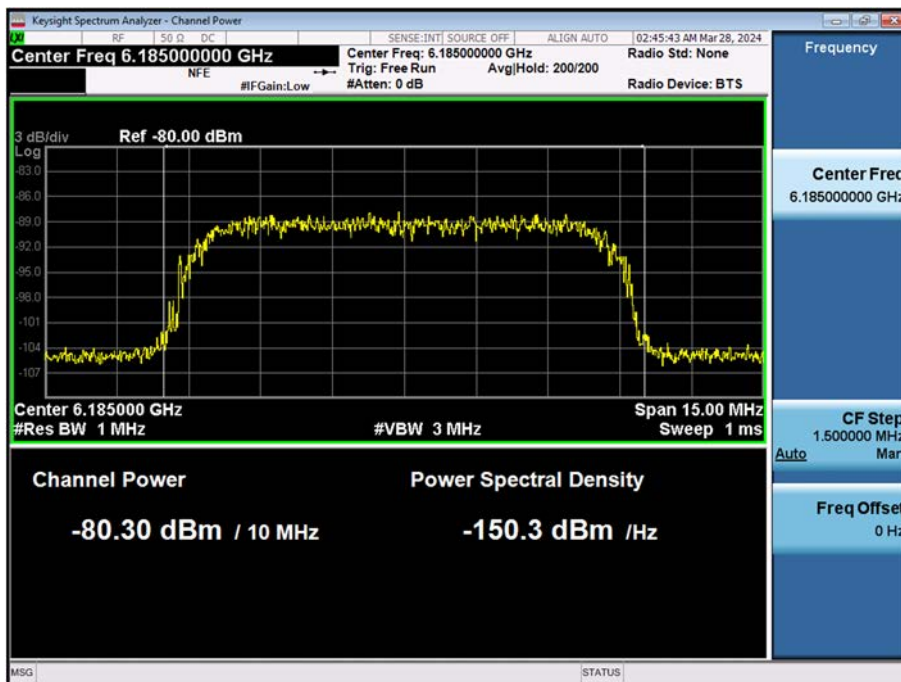 Keysight Spectrum Analyzer - Channel Power
LXI RF 50 Ω DC SENSE:INT SOURCE OFF ALIGN AUTO 02:45:43 AM Mar 28, 2024
Center Freq 6.185000000 GHz
NFE
#IFGain:Low
Center Freq: 6.185000000 GHz
Trig: Free Run Avg|Hold: 200/200
#Atten: 0 dB
Radio Std: None
Radio Device: BTS
3 dB/div Ref -80.00 dBm
Log
-83.0
-86.0
-89.0
-92.0
-95.0
-98.0
-101
-104
-107
Center 6.185000 GHz Span 15.00 MHz
#Res BW 1 MHz #VBW 3 MHz Sweep 1 ms
Channel Power Power Spectral Density
-80.30 dBm / 10 MHz -150.3 dBm /Hz
MSG STATUS
Frequency
Center Freq
6.185000000 GHz
CF Step
1.500000 MHz
Auto Man
Freq Offset
0 Hz